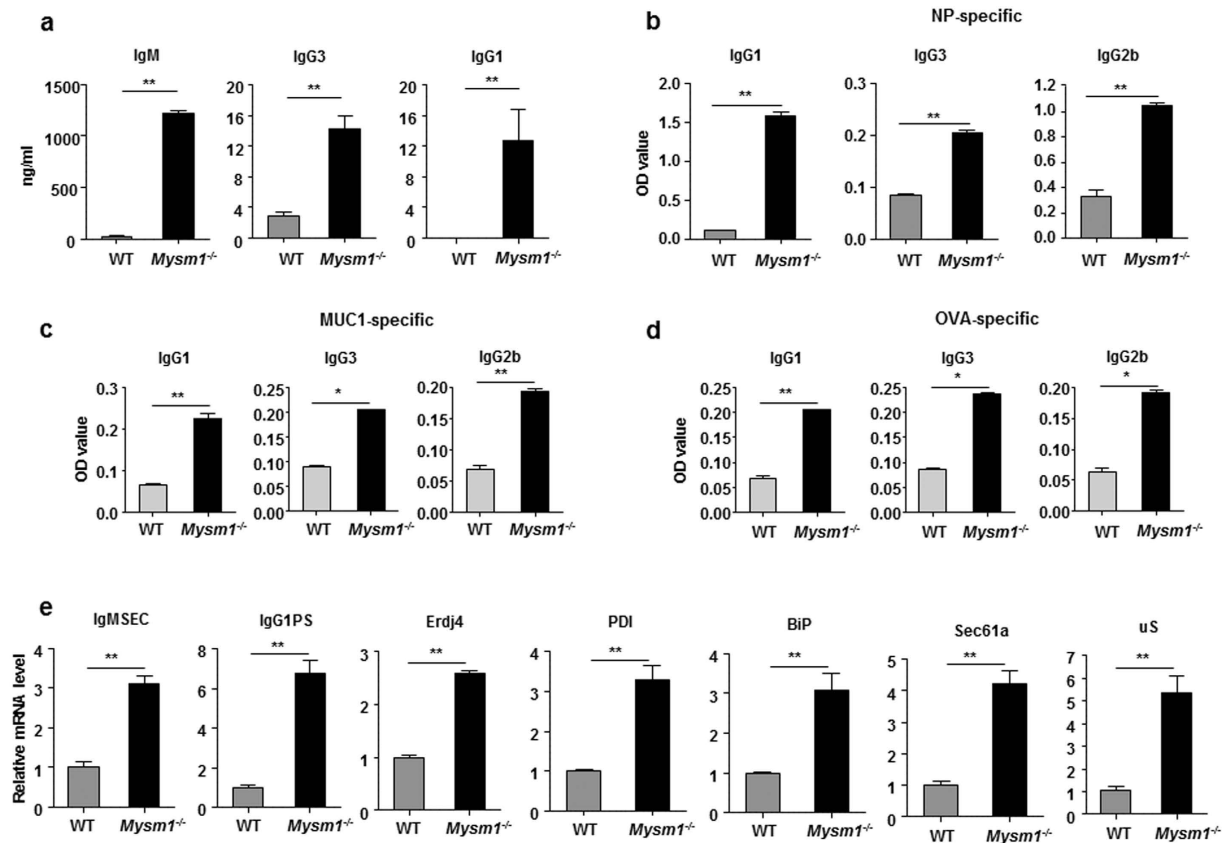 a
IgM
IgG3
IgG1
ng/ml
1500
1000
500
0
**
WT
Mysm1-/-
20
16
12
8
4
0
**
WT
Mysm1-/-
20
16
12
8
4
0
**
WT
Mysm1-/-
b
NP-specific
IgG1
IgG3
IgG2b
OD value
2.0
1.5
1.0
0.5
0.0
**
WT
Mysm1-/-
0.3
0.2
0.1
0.0
**
WT
Mysm1-/-
1.2
1.0
0.8
0.6
0.4
0.2
0.0
**
WT
Mysm1-/-
c
MUC1-specific
IgG1
IgG3
IgG2b
OD value
0.3
0.2
0.1
0.0
**
WT
Mysm1-/-
0.25
0.20
0.15
0.10
0.05
0.00
*
WT
Mysm1-/-
0.20
0.15
0.10
0.05
0.00
**
WT
Mysm1-/-
d
OVA-specific
IgG1
IgG3
IgG2b
OD value
0.25
0.20
0.15
0.10
0.05
0.00
**
WT
Mysm1-/-
0.25
0.20
0.15
0.10
0.05
0.00
*
WT
Mysm1-/-
0.20
0.15
0.10
0.05
0.00
*
WT
Mysm1-/-
e
IgMSEC
IgG1PS
Erdj4
PDI
BiP
Sec61a
uS
Relative mRNA level
4
3
2
1
0
**
WT
Mysm1-/-
8
6
4
2
0
**
WT
Mysm1-/-
3
2
1
0
**
WT
Mysm1-/-
4
3
2
1
0
**
WT
Mysm1-/-
4
3
2
1
0
**
WT
Mysm1-/-
5
4
3
2
1
0
**
WT
Mysm1-/-
7
6
5
4
3
2
1
0
**
WT
Mysm1-/-